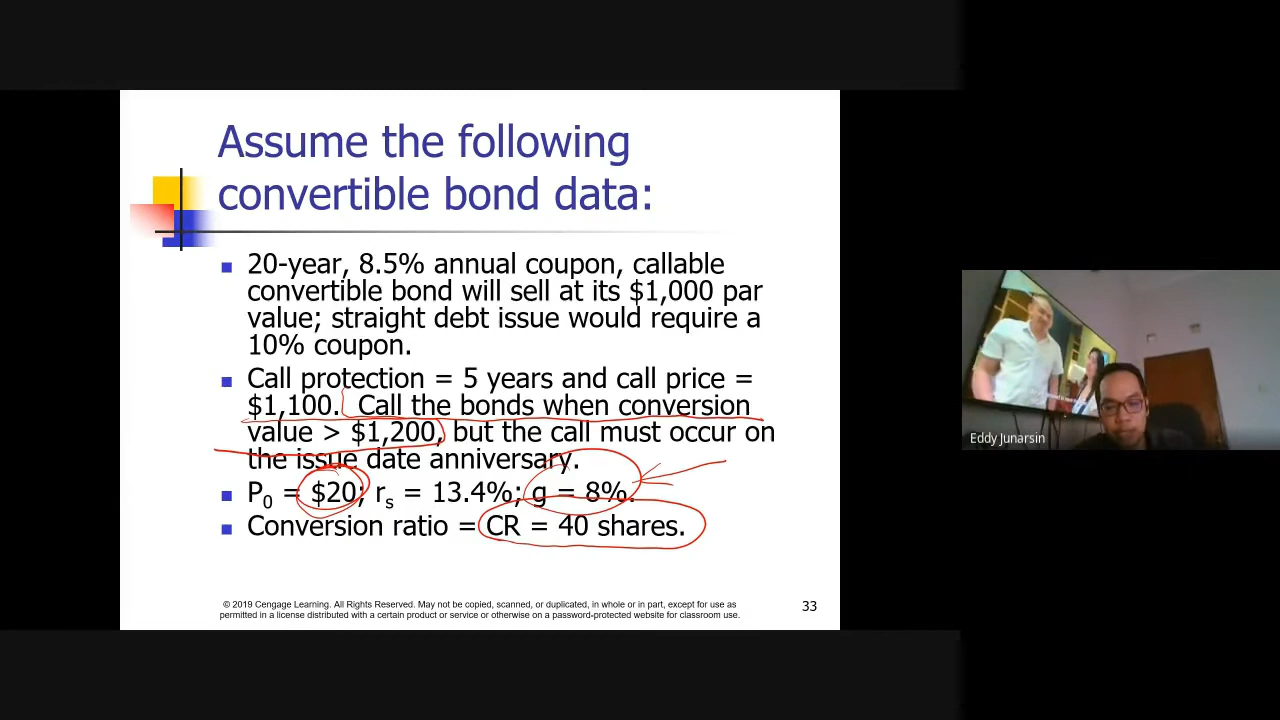 Assume the following
convertible bond data:
20-year, 8.5% annual coupon, callable
convertible bond will sell at its $1,000 par
value; straight debt issue would require a
10% coupon.
Call protection = 5 years and call price =
$1,100. Call the bonds when conversion
value > $1,200, but the call must occur on
the issue date anniversary.
P0 = $20; rs = 13.4%; g = 8%.
Conversion ratio = CR = 40 shares.
© 2019 Cengage Learning. All Rights Reserved. May not be copied, scanned, or duplicated, in whole or in part, except for use as
permitted in a license distributed with a certain product or service or otherwise on a password-protected website for classroom use.
33
Eddy Junarsin